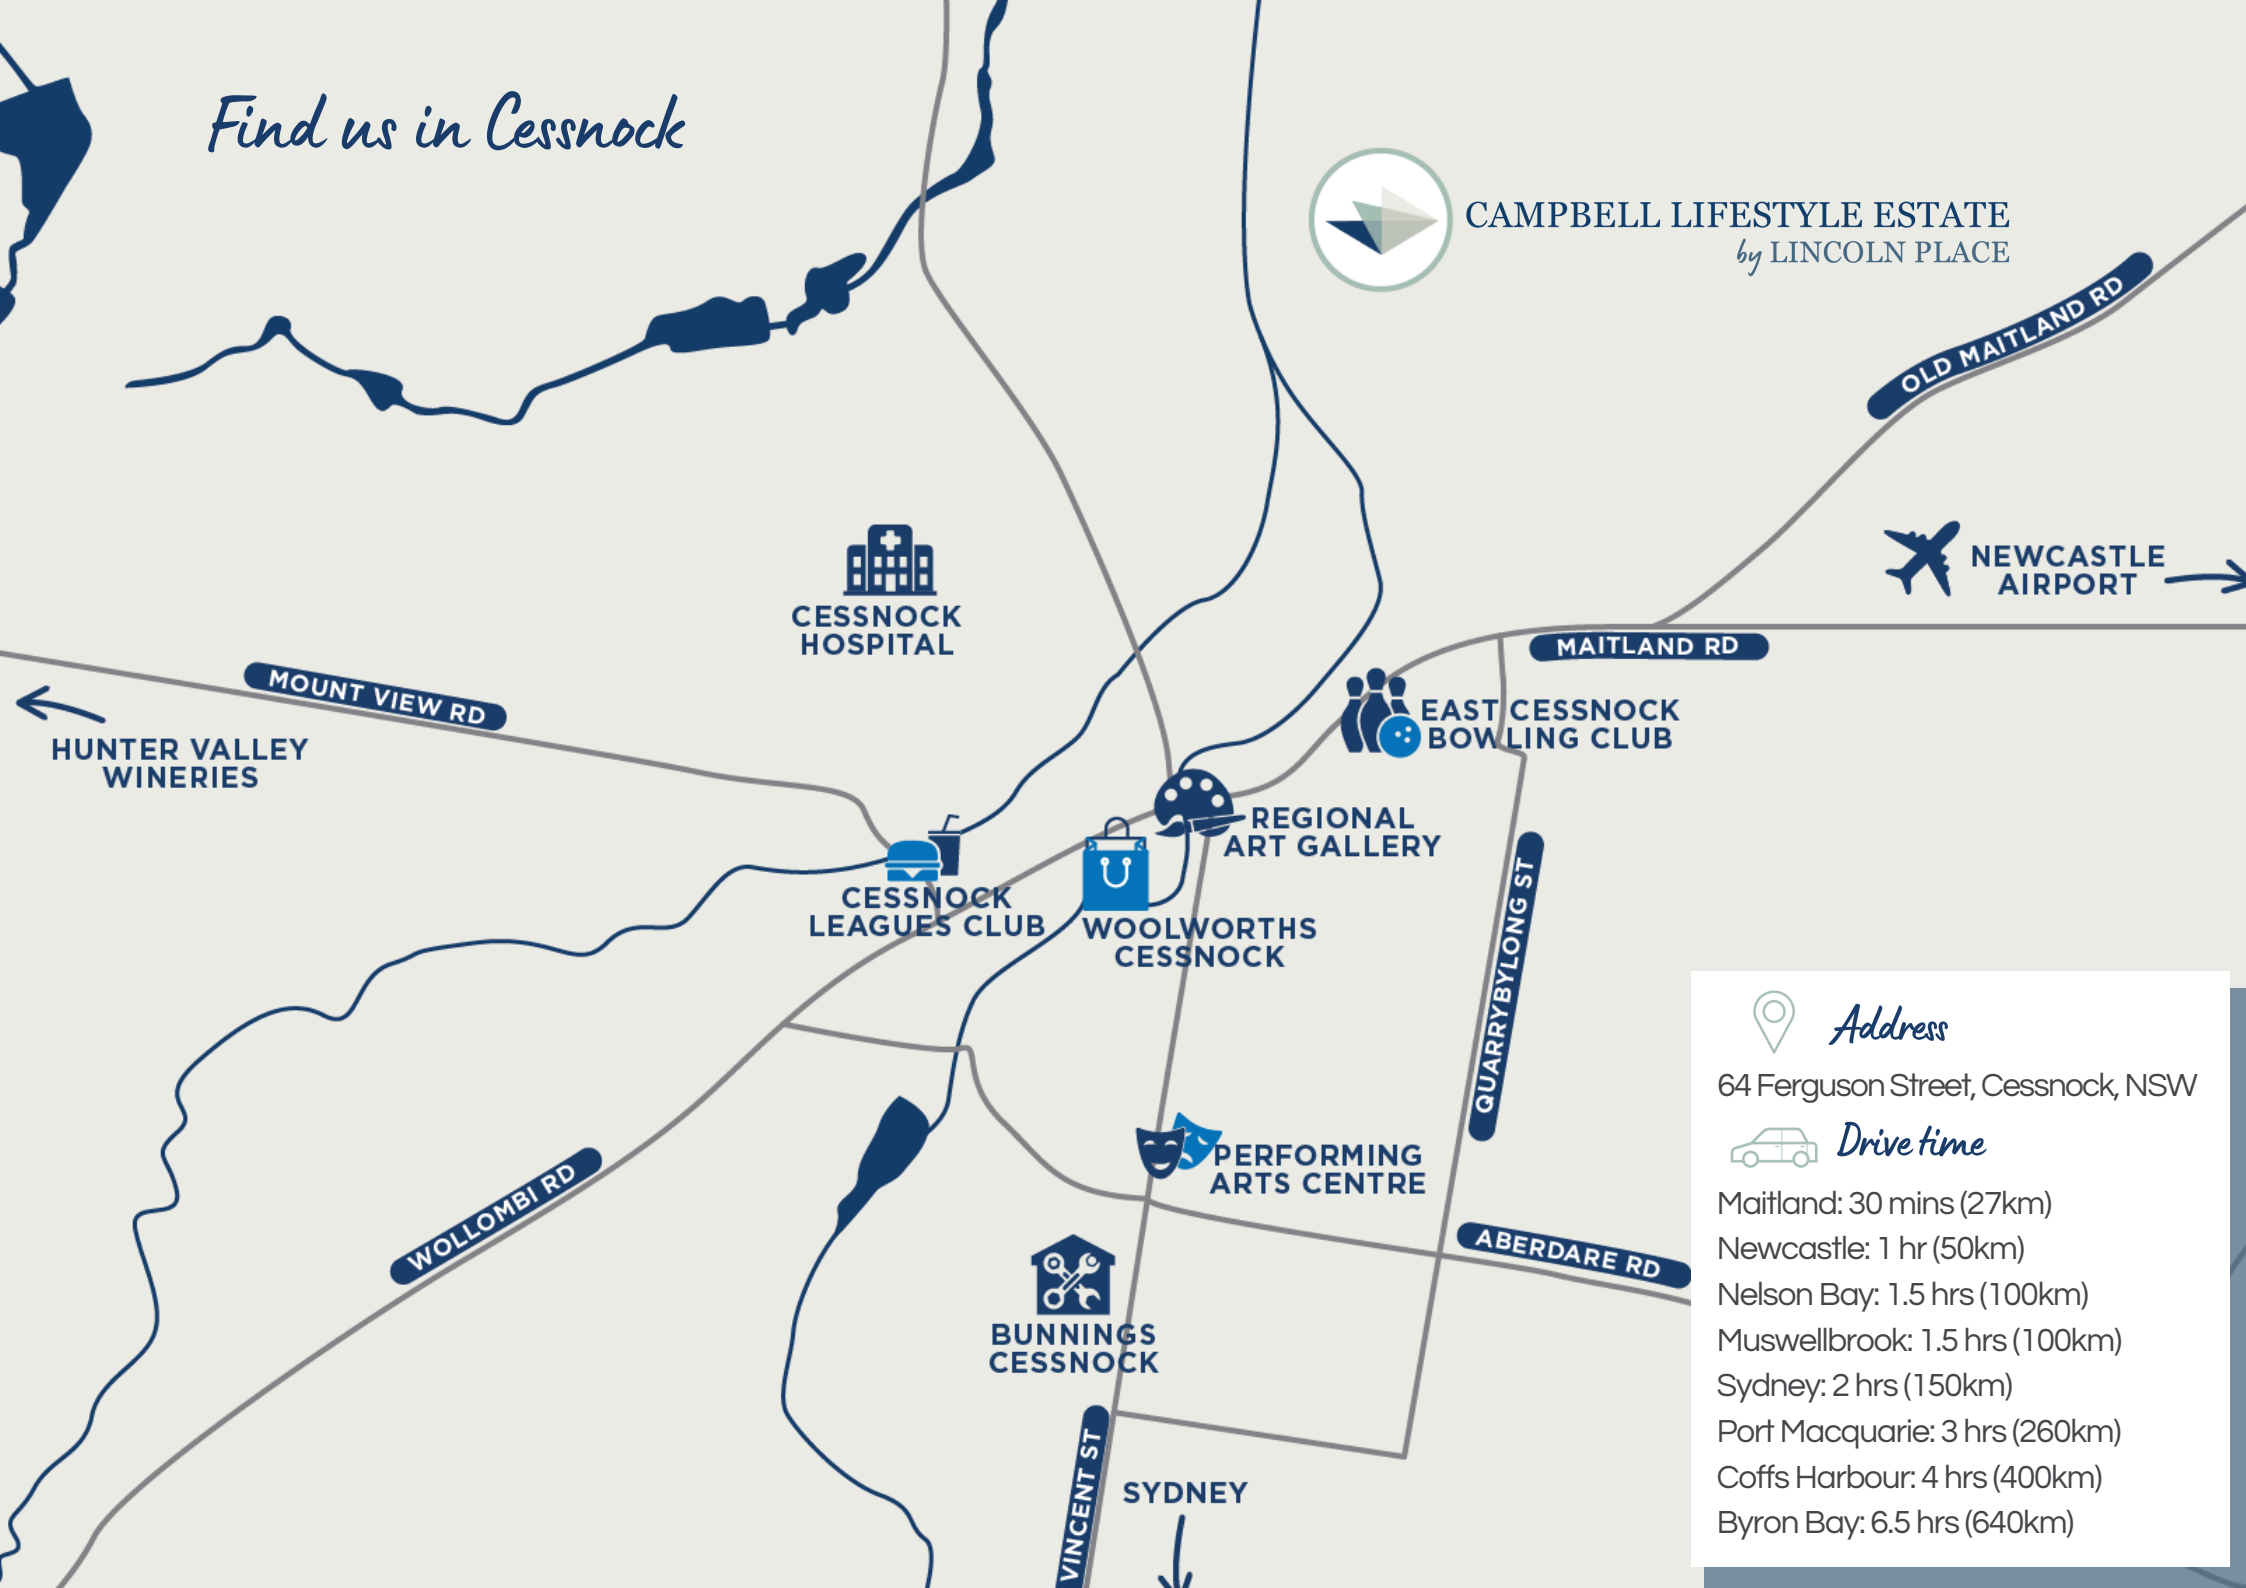 Find us in Cessnock
CAMPBELL LIFESTYLE ESTATE
by LINCOLN PLACE
OLD MAITLAND RD
NEWCASTLE
AIRPORT
CESSNOCK
HOSPITAL
MAITLAND RD
MOUNT VIEW RD
HUNTER VALLEY
WINERIES
EAST CESSNOCK
BOWLING CLUB
REGIONAL
ART GALLERY
CESSNOCK
LEAGUES CLUB
WOOLWORTHS
CESSNOCK
QUARRYBYLONG ST
WOLLOMBI RD
PERFORMING
ARTS CENTRE
ABERDARE RD
BUNNINGS
CESSNOCK
VINCENT ST
SYDNEY
Address
64 Ferguson Street, Cessnock, NSW
Drive time
Maitland: 30 mins (27km)
Newcastle: 1 hr (50km)
Nelson Bay: 1.5 hrs (100km)
Muswellbrook: 1.5 hrs (100km)
Sydney: 2 hrs (150km)
Port Macquarie: 3 hrs (260km)
Coffs Harbour: 4 hrs (400km)
Byron Bay: 6.5 hrs (640km)